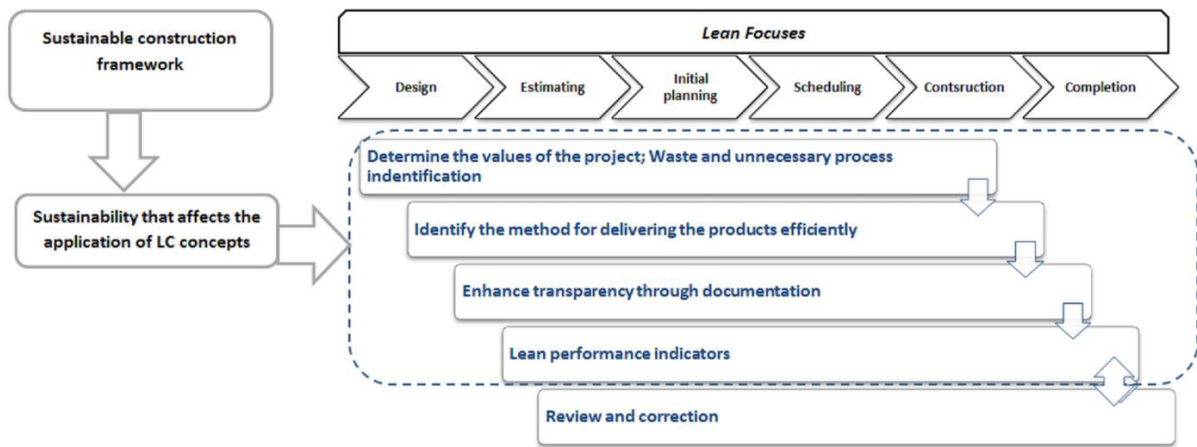 Sustainable construction
framework
Lean Focuses
Design
Estimating
Initial
planning
Scheduling
Contsruction
Completion
Determine the values of the project; Waste and unnecessary process
indentification
Sustainability that affects the
application of LC concepts
Identify the method for delivering the products efficiently
Enhance transparency through documentation
Lean performance indicators
Review and correction